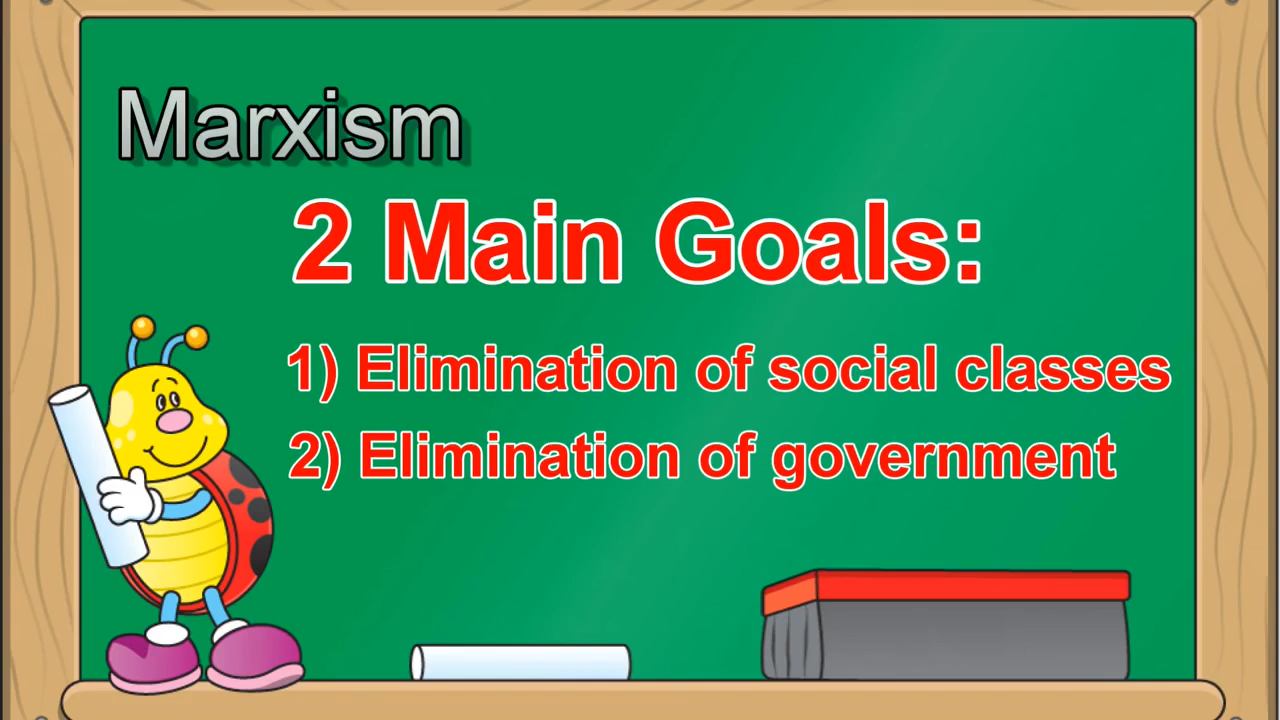 Marxism
2 Main Goals:
1) Elimination of social classes
2) Elimination of government